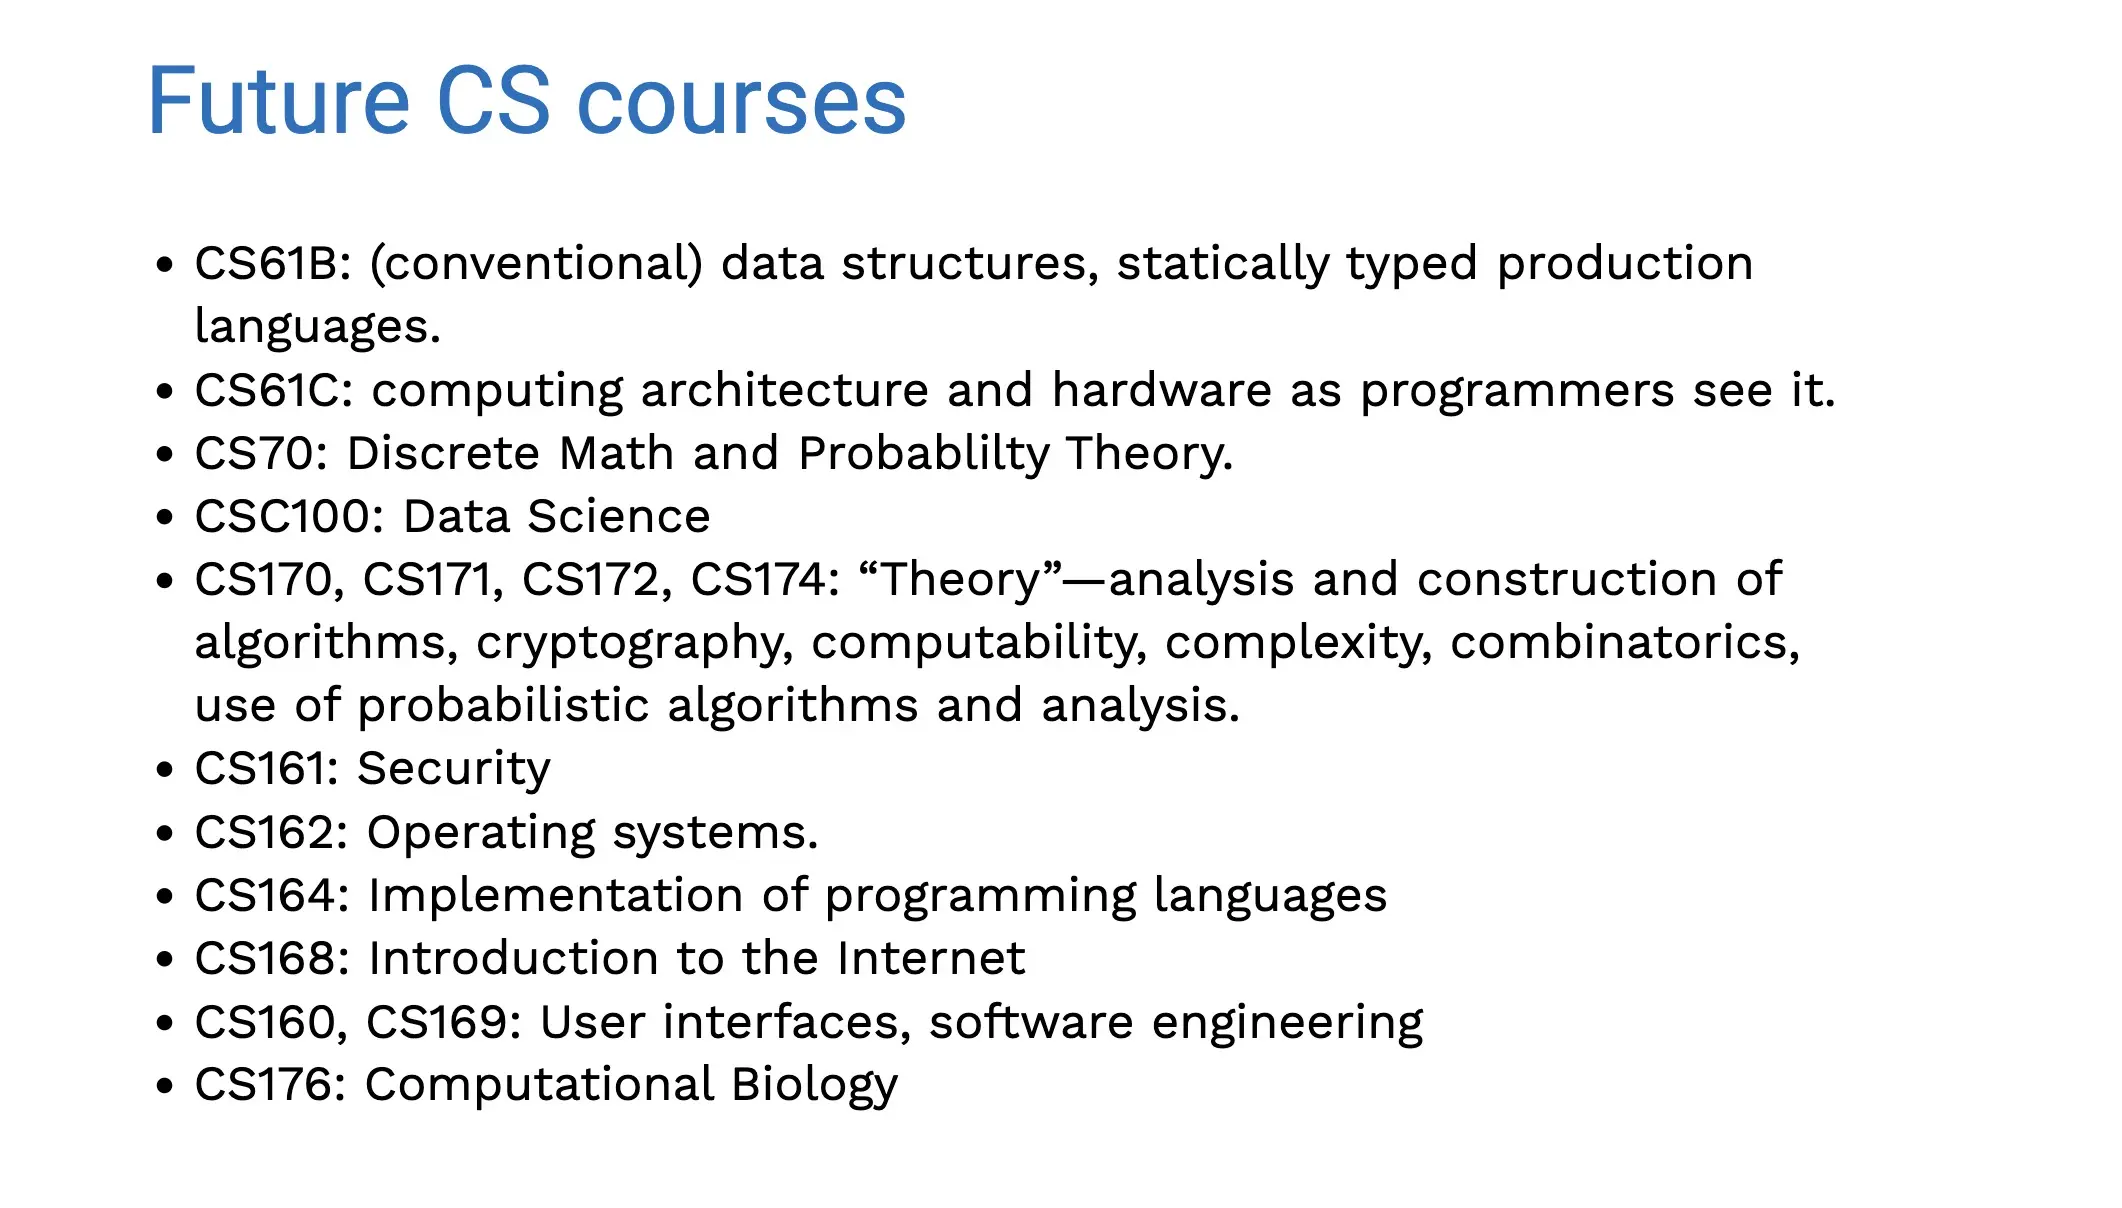 Future CS courses
• CS61B: (conventional) data structures, statically typed production
languages.
• CS61C: computing architecture and hardware as programmers see it.
• CS70: Discrete Math and Probablilty Theory.
• CSC100: Data Science
• CS170, CS171, CS172, CS174: “Theory”—analysis and construction of
algorithms, cryptography, computability, complexity, combinatorics,
use of probabilistic algorithms and analysis.
• CS161: Security
• CS162: Operating systems.
• CS164: Implementation of programming languages
• CS168: Introduction to the Internet
• CS160, CS169: User interfaces, software engineering
• CS176: Computational Biology